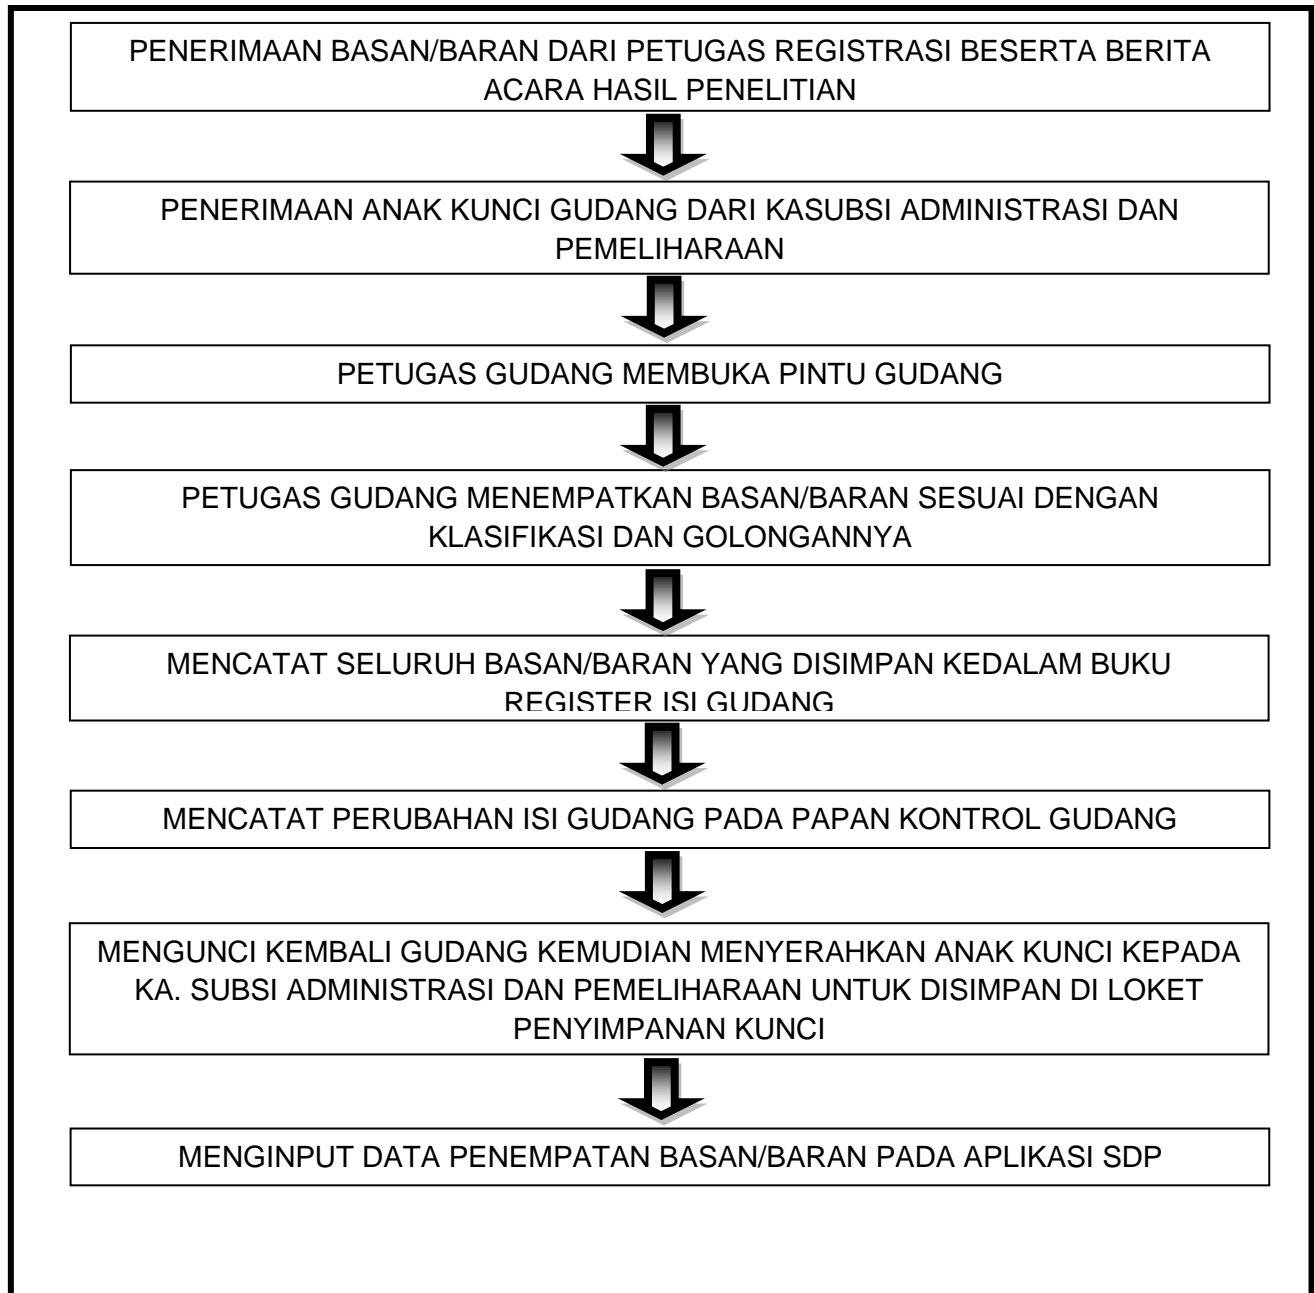 PENERIMAAN BASAN/BARAN DARI PETUGAS REGISTRASI BESERTA BERITA
ACARA HASIL PENELITIAN
PENERIMAAN ANAK KUNCI GUDANG DARI KASUBSI ADMINISTRASI DAN
PEMELIHARAAN
PETUGAS GUDANG MEMBUKA PINTU GUDANG
PETUGAS GUDANG MENEMPATKAN BASAN/BARAN SESUAI DENGAN
KLASIFIKASI DAN GOLONGANNYA
MENCATAT SELURUH BASAN/BARAN YANG DISIMPAN KEDALAM BUKU
REGISTER ISI GUDANG
MENCATAT PERUBAHAN ISI GUDANG PADA PAPAN KONTROL GUDANG
MENGUNCI KEMBALI GUDANG KEMUDIAN MENYERAHKAN ANAK KUNCI KEPADA
KA. SUBSI ADMINISTRASI DAN PEMELIHARAAN UNTUK DISIMPAN DI LOKET
PENYIMPANAN KUNCI
MENGINPUT DATA PENEMPATAN BASAN/BARAN PADA APLIKASI SDP